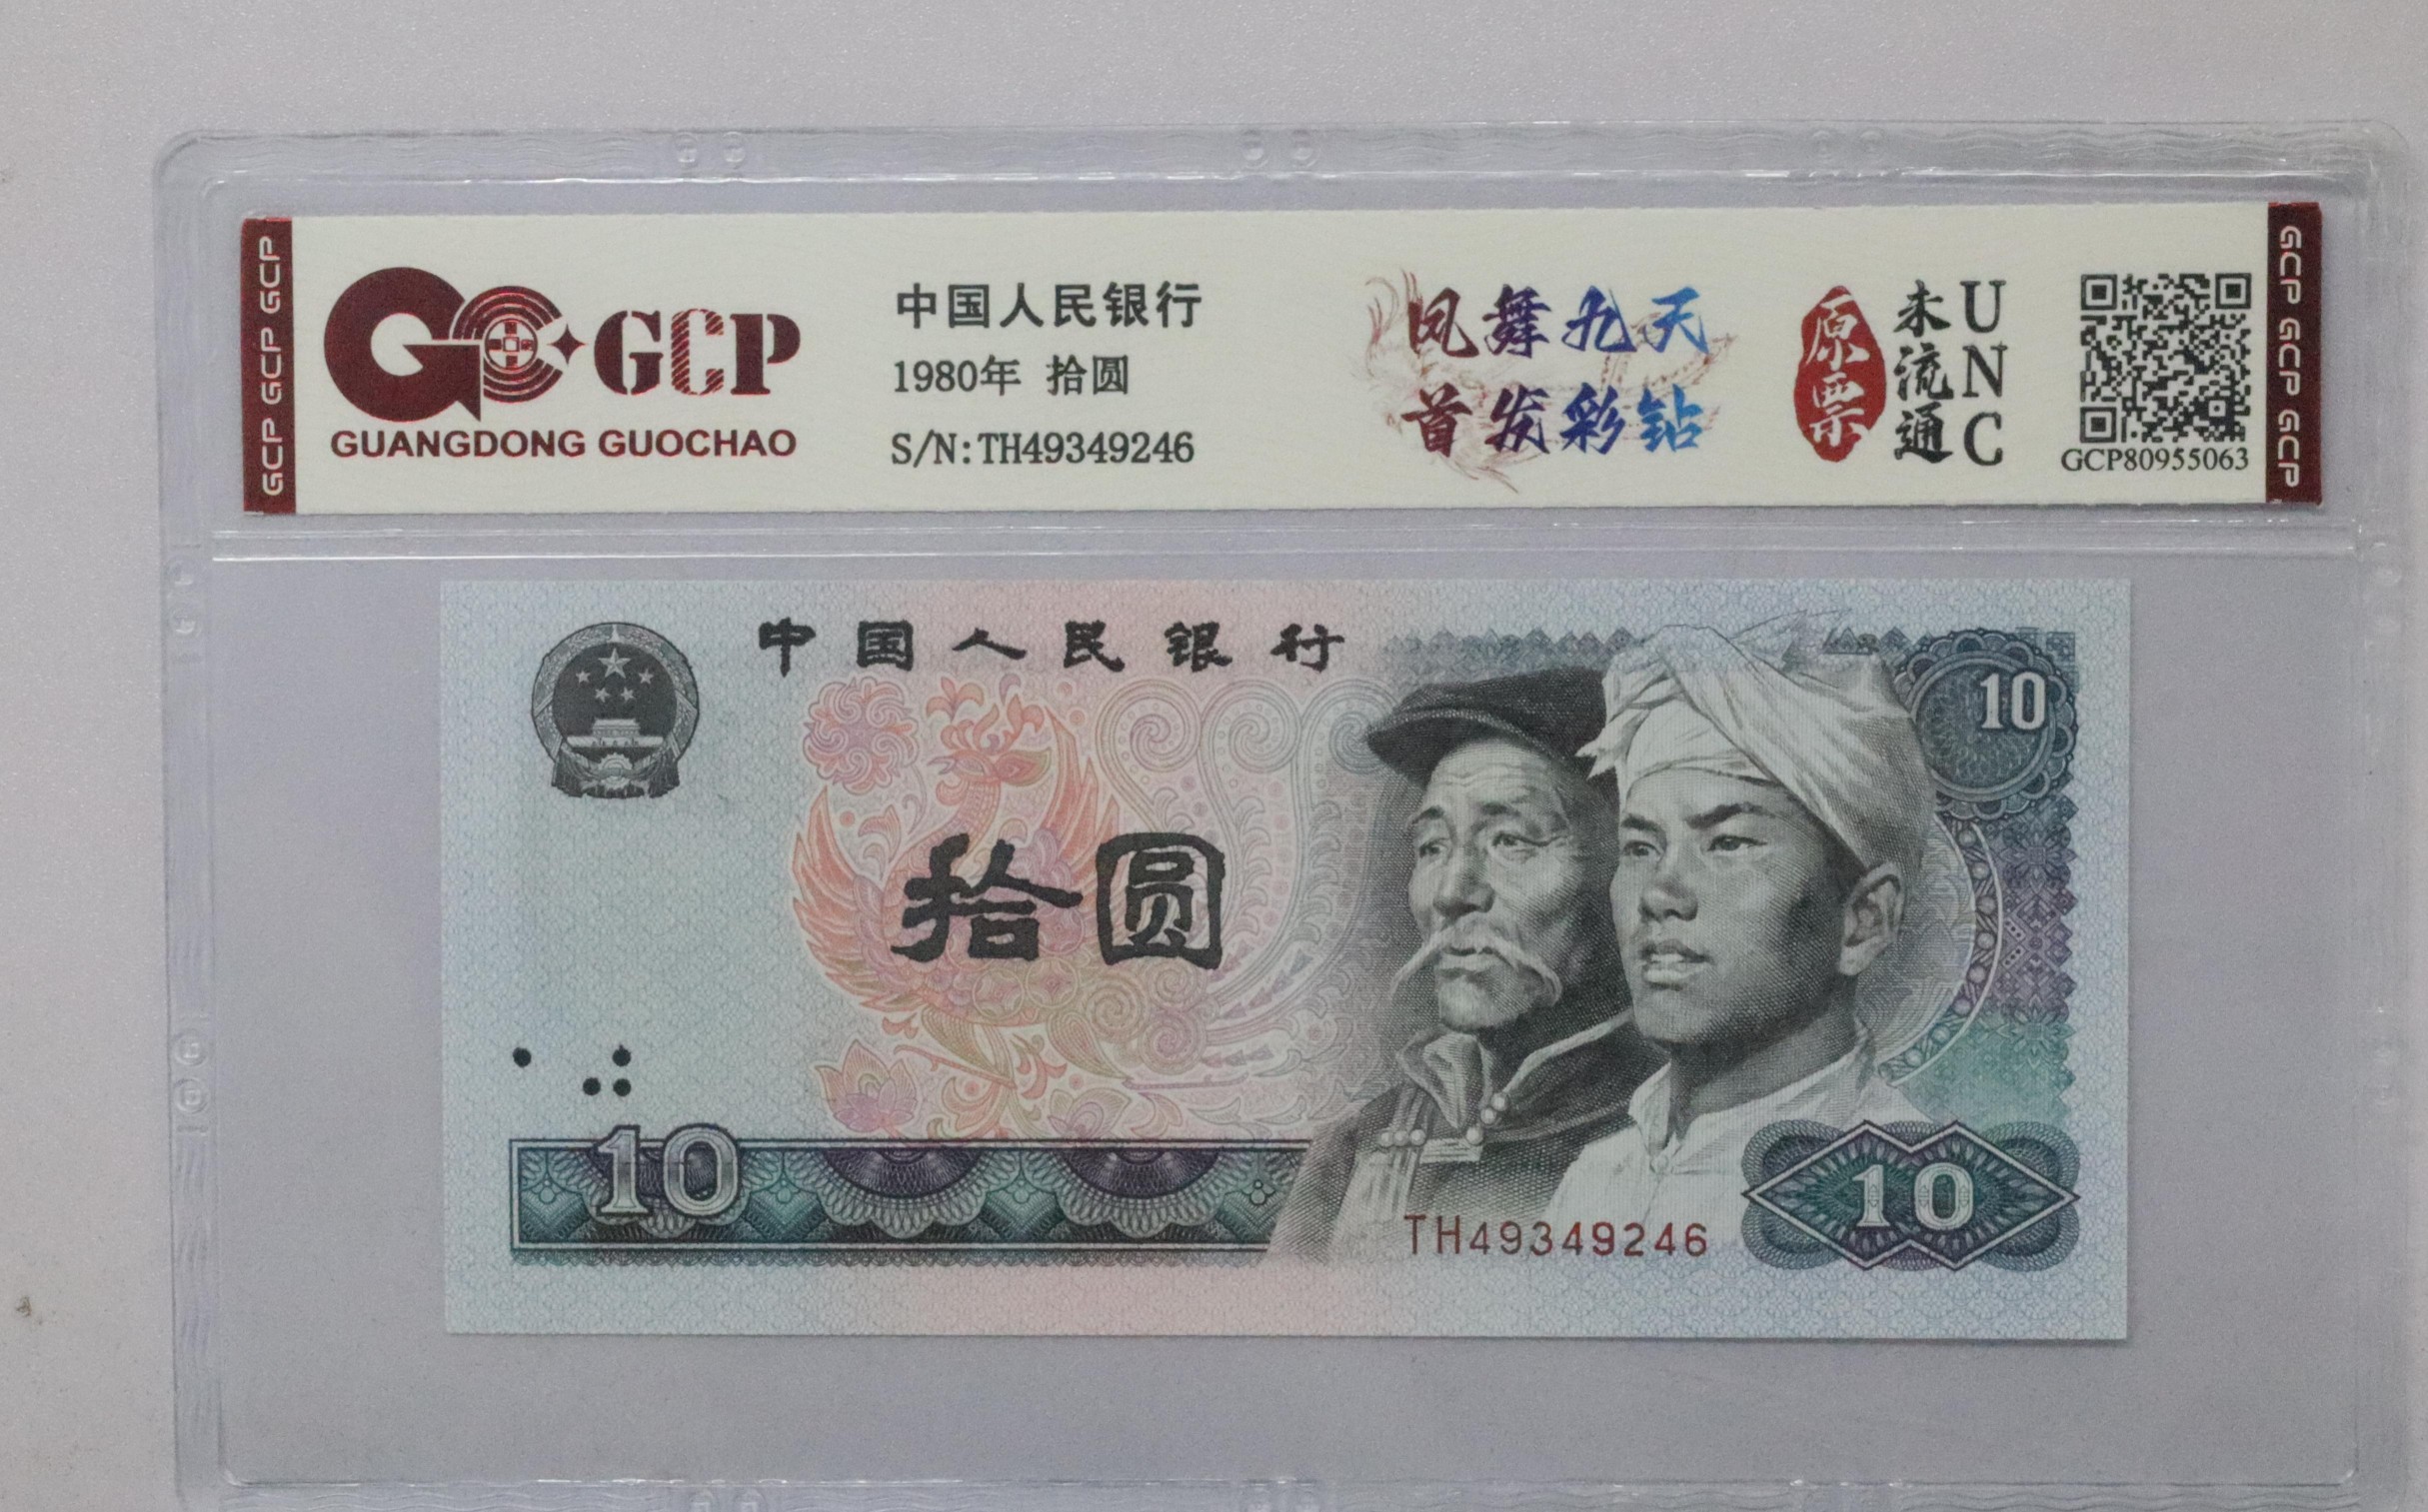 GCP GCP GCP
GCP
GUANGDONG GUOCHAO
中国人民银行
1980年 拾圆
S/N:TH49349246
凤舞九天
首发彩钻
原票
未流通
UNC
GCP80955063
GCP GCP GCP
中国人民银行
10
拾圆
10
TH49349246
10